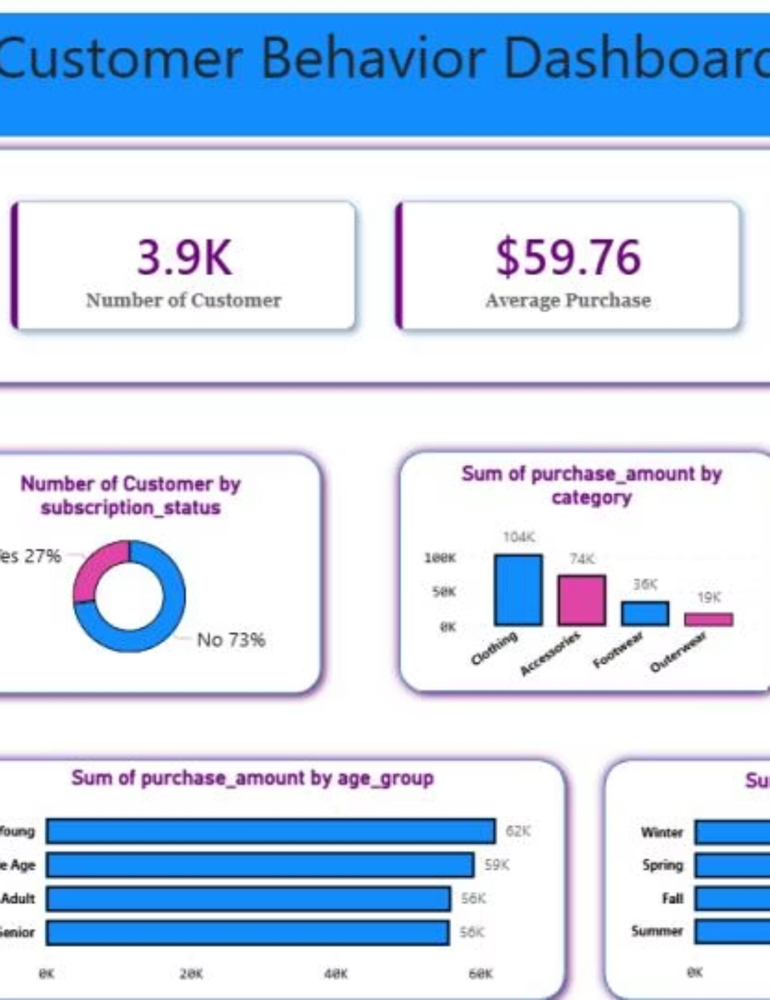 Customer Behavior Dashboard
3.9K
Number of Customer
$59.76
Average Purchase
Number of Customer by
subscription_status
Yes 27%
No 73%
Sum of purchase_amount by
category
104K
74K
36K
19K
100K
50K
0K
Clothing
Accessories
Footwear
Outerwear
Sum of purchase_amount by age_group
Young
62K
e Age
59K
Adult
56K
Senior
56K
0K
20K
40K
60K
Su
Winter
Spring
Fall
Summer
0K